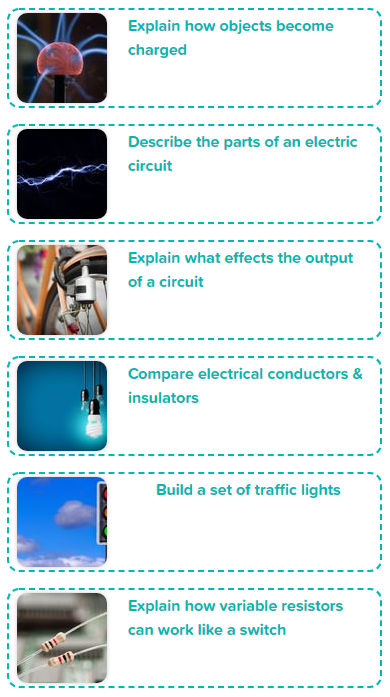 Explain how objects become
charged
Describe the parts of an electric
circuit
Explain what effects the output
of a circuit
Compare electrical conductors &
insulators
Build a set of traffic lights
Explain how variable resistors
can work like a switch